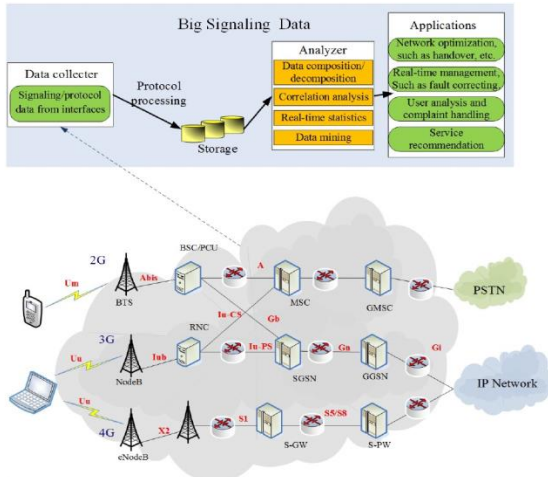 Big Signaling Data
Data collecter
Signaling/protocol
data from interfaces
Protocol
processing
Storage
Analyzer
Data composition/
decomposition
Correlation analysis
Real-time statistics
Data mining
Applications
Network optimization,
such as handover, etc.
Real-time management,
Such as fault correcting.
User analysis and
complaint handling
Service
recommendation
2G
Um
BTS
Abis
BSC/PCU
A
MSC
GMSC
PSTN
Iu-CS
Gb
3G
Uu
NodeB
Iub
RNC
Iu-PS
SGSN
Gn
GGSN
Gi
IP Network
Uu
4G
eNodeB
X2
S1
S-GW
S5/S8
S-PW